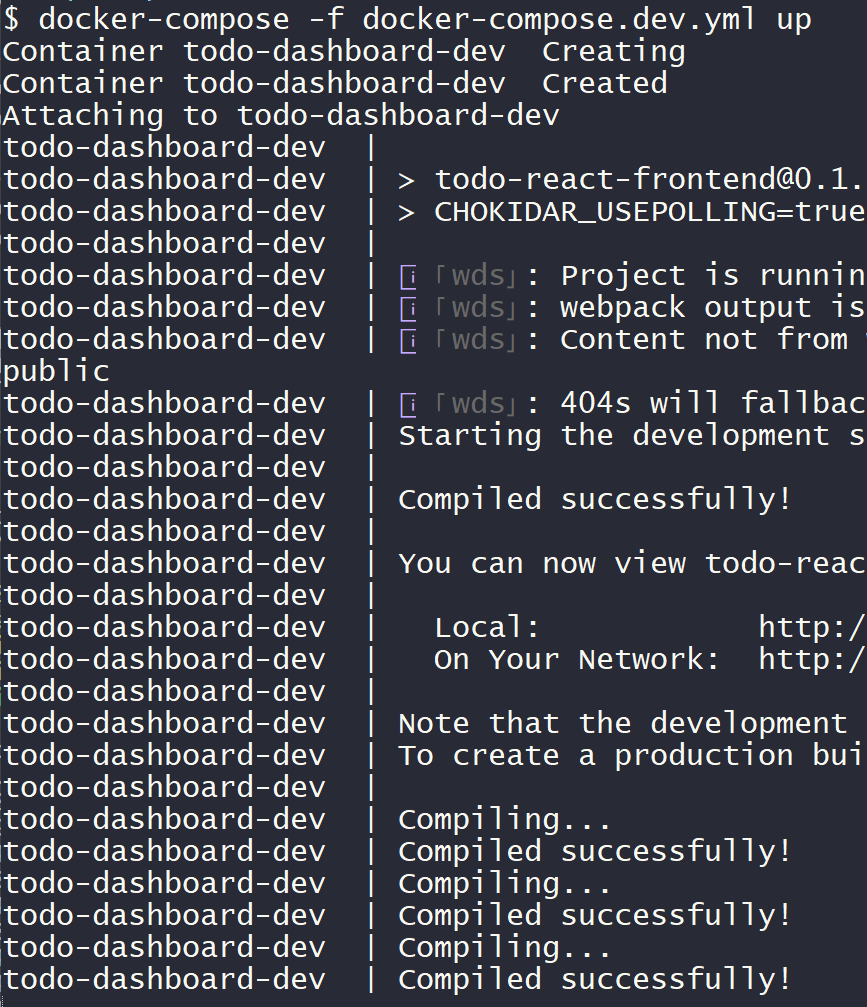 $ docker-compose -f docker-compose.dev.yml up
Container todo-dashboard-dev  Creating
Container todo-dashboard-dev  Created
Attaching to todo-dashboard-dev
todo-dashboard-dev  |
todo-dashboard-dev  | > todo-react-frontend@0.1.
todo-dashboard-dev  | > CHOKIDAR_USEPOLLING=true
todo-dashboard-dev  |
todo-dashboard-dev  | ℹ 「wds」: Project is runnin
todo-dashboard-dev  | ℹ 「wds」: webpack output is
todo-dashboard-dev  | ℹ 「wds」: Content not from
public
todo-dashboard-dev  | ℹ 「wds」: 404s will fallbac
todo-dashboard-dev  | Starting the development s
todo-dashboard-dev  |
todo-dashboard-dev  | Compiled successfully!
todo-dashboard-dev  |
todo-dashboard-dev  | You can now view todo-reac
todo-dashboard-dev  |
todo-dashboard-dev  |   Local:            http:/
todo-dashboard-dev  |   On Your Network:  http:/
todo-dashboard-dev  |
todo-dashboard-dev  | Note that the development
todo-dashboard-dev  | To create a production bui
todo-dashboard-dev  |
todo-dashboard-dev  | Compiling...
todo-dashboard-dev  | Compiled successfully!
todo-dashboard-dev  | Compiling...
todo-dashboard-dev  | Compiled successfully!
todo-dashboard-dev  | Compiling...
todo-dashboard-dev  | Compiled successfully!